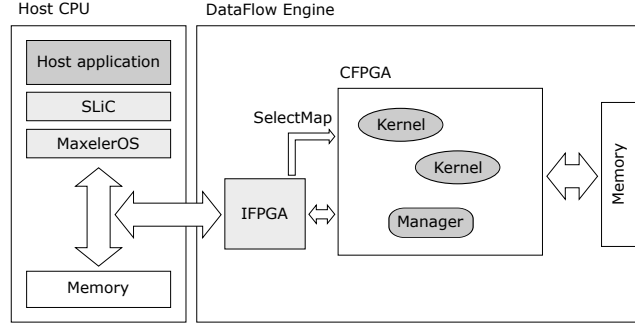 Host CPU
DataFlow Engine
Host application
SLiC
MaxelerOS
Memory
CFPGA
SelectMap
Kernel
Kernel
IFPGA
Manager
Memory